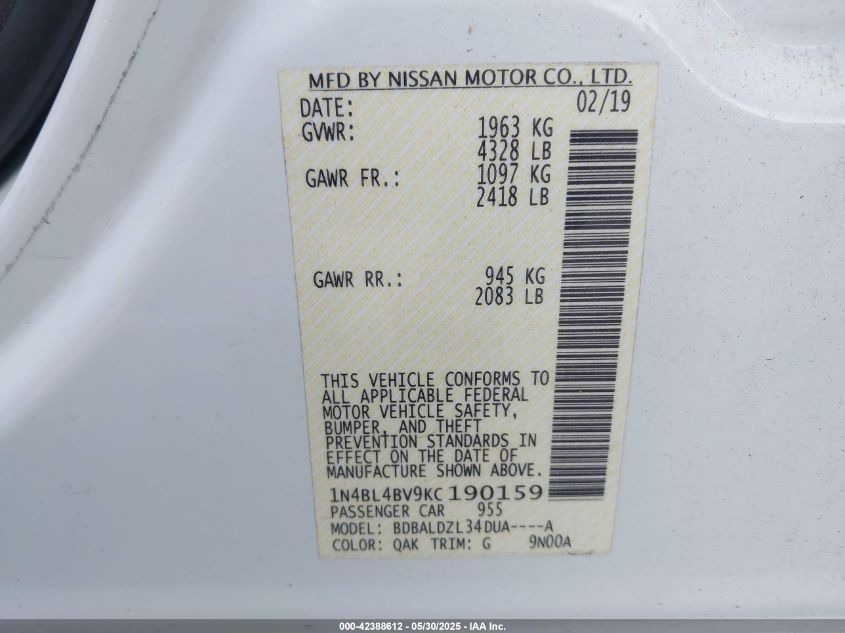 MFD BY NISSAN MOTOR CO., LTD.
DATE: 02/19
GVWR: 1963 KG
4328 LB
GAWR FR.: 1097 KG
2418 LB
GAWR RR.: 945 KG
2083 LB
THIS VEHICLE CONFORMS TO
ALL APPLICABLE FEDERAL
MOTOR VEHICLE SAFETY,
BUMPER, AND THEFT
PREVENTION STANDARDS IN
EFFECT ON THE DATE OF
MANUFACTURE SHOWN ABOVE.
1N4BL4BV9KC190159
PASSENGER CAR 955
MODEL: BDBALDZL34DUA----A
COLOR: QAK TRIM: G 9N00A
000-42388612 - 05/30/2025 - IAA Inc.